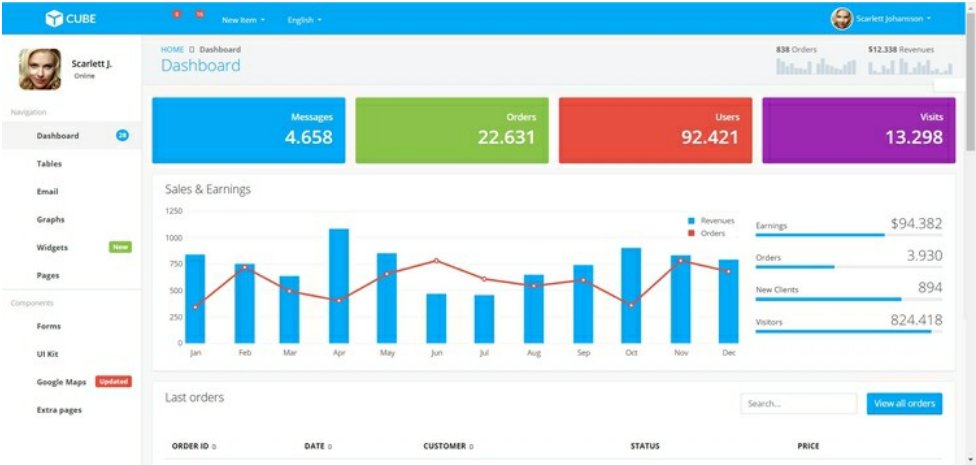 CUBE
8 16 New Item English
Scarlett Johansson
Scarlett J.
Online
Navigation
Dashboard 28
Tables
Email
Graphs
Widgets New
Pages
Components
Forms
UI Kit
Google Maps Updated
Extra pages
HOME Dashboard
Dashboard
838 Orders $12.338 Revenues
Messages
4.658
Orders
22.631
Users
92.421
Visits
13.298
Sales & Earnings
1250
1000
750
500
250
0
Jan Feb Mar Apr May Jun Jul Aug Sep Oct Nov Dec
Revenues
Orders
Earnings $94.382
Orders 3.930
New Clients 894
Visitors 824.418
Last orders
Search... View all orders
ORDER ID DATE CUSTOMER STATUS PRICE